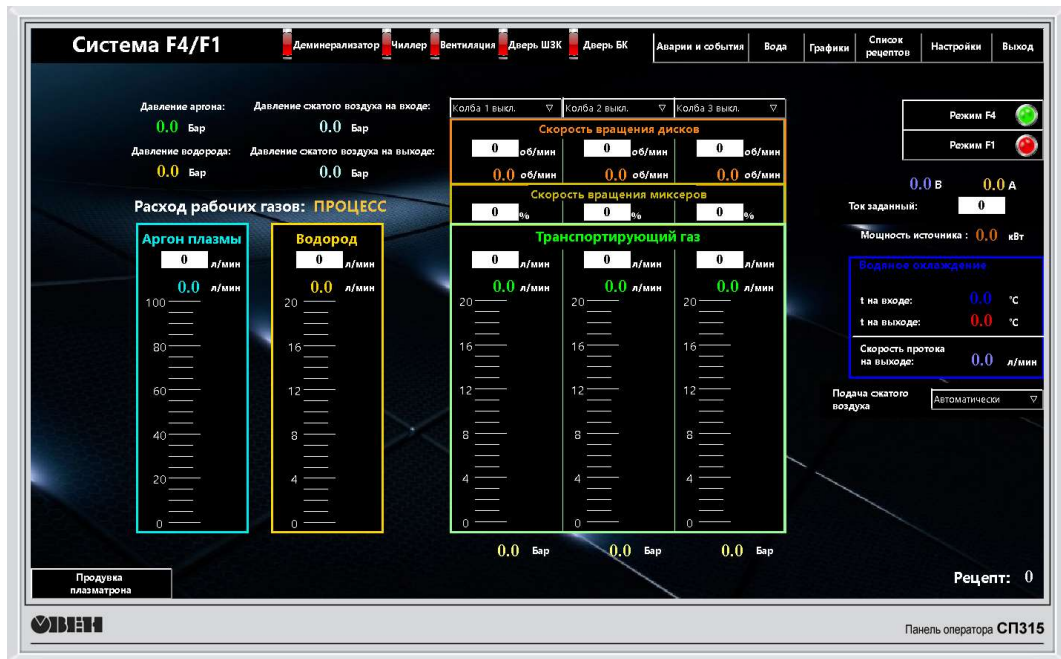 Система F4/F1
Деминерализатор Чиллер Вентиляция Дверь ШЗК Дверь БК
Аварии и события Вода Графики Список рецептов Настройки Выход
Давление аргона: Давление сжатого воздуха на входе:
0.0 Бар 0.0 Бар
Давление водорода: Давление сжатого воздуха на выходе:
0.0 Бар 0.0 Бар
Расход рабочих газов: ПРОЦЕСС
Аргон плазмы
0 л/мин
0.0 л/мин
100
80
60
40
20
0
Водород
0 л/мин
0.0 л/мин
20
16
12
8
4
0
Колба 1 выкл. Колба 2 выкл. Колба 3 выкл.
Скорость вращения дисков
0 об/мин 0 об/мин 0 об/мин
0.0 об/мин 0.0 об/мин 0.0 об/мин
Скорость вращения миксеров
0 % 0 % 0 %
Транспортирующий газ
0 л/мин 0 л/мин 0 л/мин
0.0 л/мин 0.0 л/мин 0.0 л/мин
20 20 20
16 16 16
12 12 12
8 8 8
4 4 4
0 0 0
0.0 Бар 0.0 Бар 0.0 Бар
Режим F4
Режим F1
0.0 В 0.0 А
Ток заданный: 0
Мощность источника : 0.0 кВт
Водяное охлаждение
t на входе: 0.0 °C
t на выходе: 0.0 °C
Скорость протока
на выходе: 0.0 л/мин
Подача сжатого
воздуха
Автоматически
Продувка
плазматрона
Рецепт: 0
ОВЕН
Панель оператора СП315